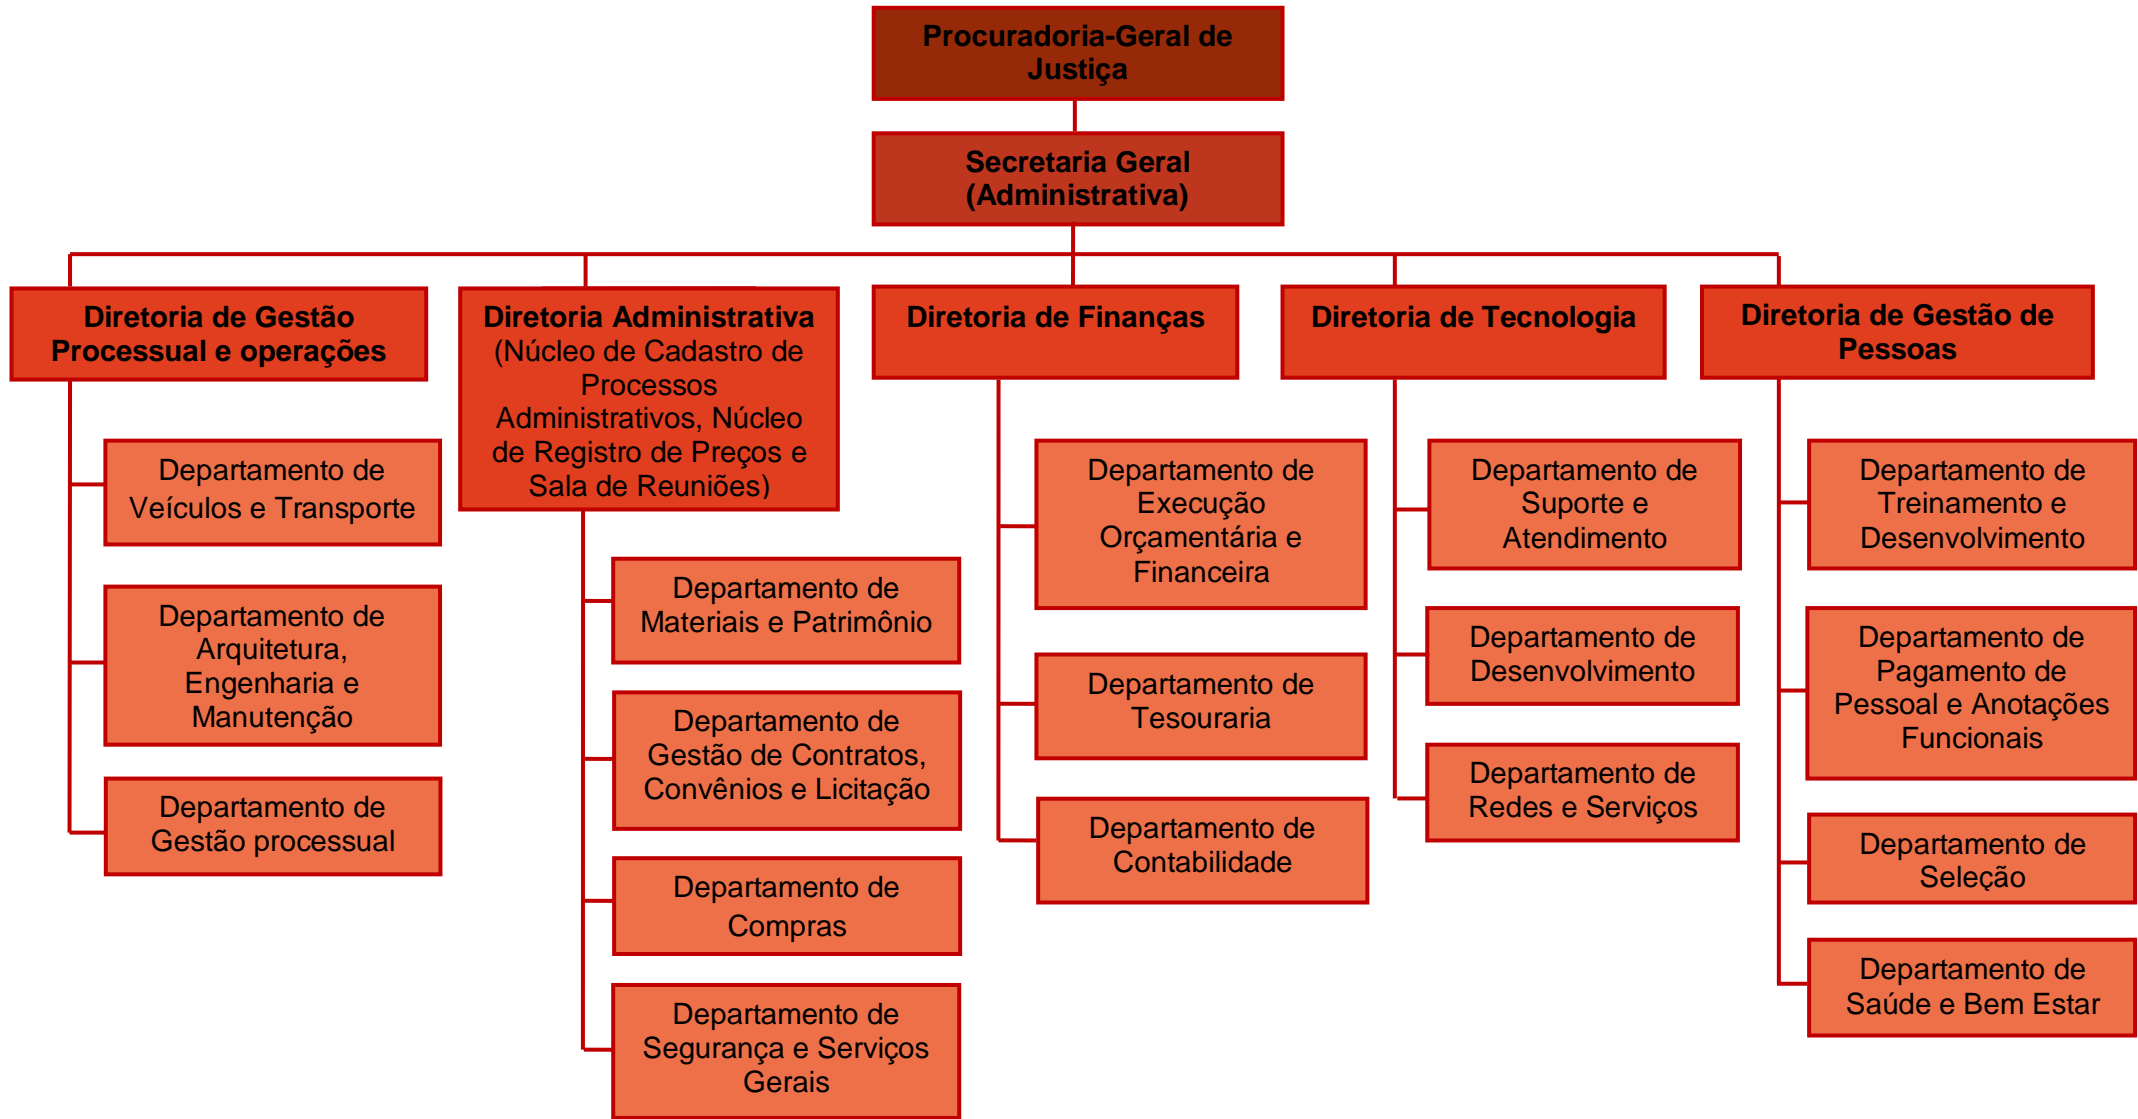 Procuradoria-Geral de
Justiça
Secretaria Geral
(Administrativa)
Diretoria de Gestão
Processual e operações
Departamento de
Veículos e Transporte
Departamento de
Arquitetura,
Engenharia e
Manutenção
Departamento de
Gestão processual
Diretoria Administrativa
(Núcleo de Cadastro de
Processos
Administrativos, Núcleo
de Registro de Preços e
Sala de Reuniões)
Departamento de
Materiais e Patrimônio
Departamento de
Gestão de Contratos,
Convênios e Licitação
Departamento de
Compras
Departamento de
Segurança e Serviços
Gerais
Diretoria de Finanças
Departamento de
Execução
Orçamentária e
Financeira
Departamento de
Tesouraria
Departamento de
Contabilidade
Diretoria de Tecnologia
Departamento de
Suporte e
Atendimento
Departamento de
Desenvolvimento
Departamento de
Redes e Serviços
Diretoria de Gestão de
Pessoas
Departamento de
Treinamento e
Desenvolvimento
Departamento de
Pagamento de
Pessoal e Anotações
Funcionais
Departamento de
Seleção
Departamento de
Saúde e Bem Estar